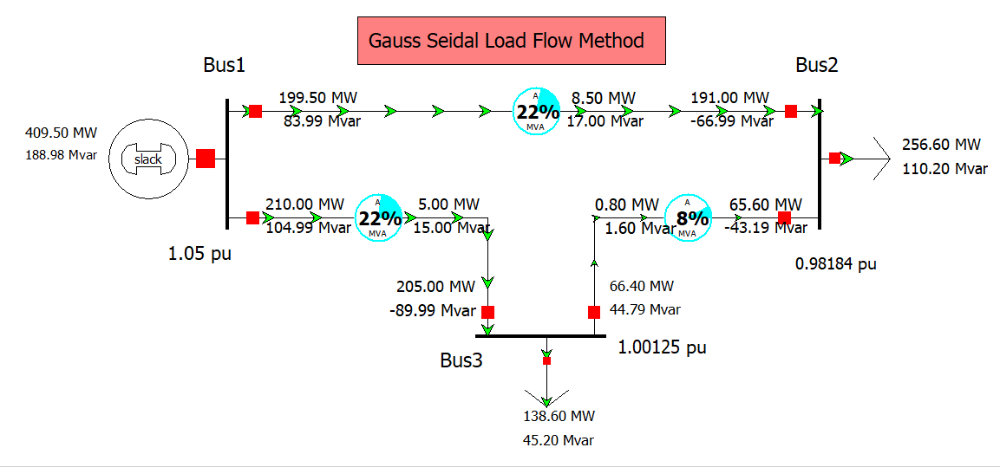 Gauss Seidal Load Flow Method
Bus1
Bus2
199.50 MW
83.99 Mvar
A
22%
MVA
8.50 MW
17.00 Mvar
191.00 MW
-66.99 Mvar
409.50 MW
188.98 Mvar
slack
256.60 MW
110.20 Mvar
210.00 MW
104.99 Mvar
A
22%
MVA
5.00 MW
15.00 Mvar
0.80 MW
1.60 Mvar
A
8%
MVA
65.60 MW
-43.19 Mvar
1.05 pu
0.98184 pu
205.00 MW
-89.99 Mvar
66.40 MW
44.79 Mvar
Bus3
1.00125 pu
138.60 MW
45.20 Mvar